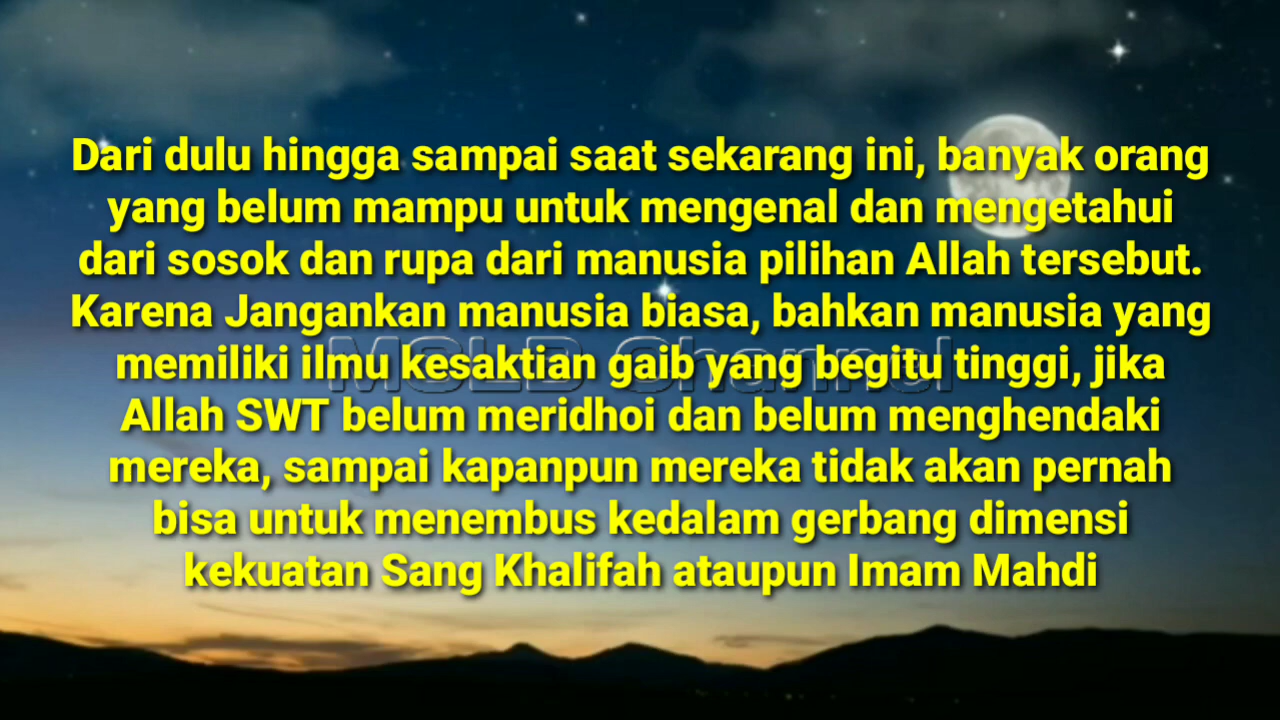 Dari dulu hingga sampai saat sekarang ini, banyak orang
yang belum mampu untuk mengenal dan mengetahui
dari sosok dan rupa dari manusia pilihan Allah tersebut.
Karena Jangankan manusia biasa, bahkan manusia yang
memiliki ilmu kesaktian gaib yang begitu tinggi, jika
MSLB Channel
Allah SWT belum meridhoi dan belum menghendaki
mereka, sampai kapanpun mereka tidak akan pernah
bisa untuk menembus kedalam gerbang dimensi
kekuatan Sang Khalifah ataupun Imam Mahdi